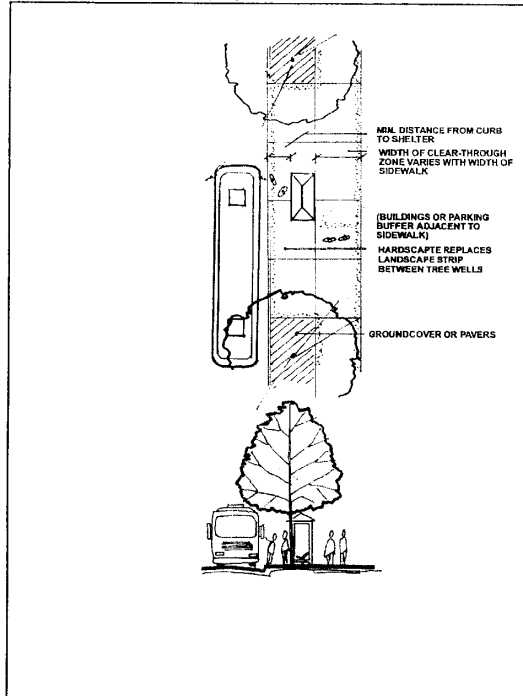 MIN. DISTANCE FROM CURB
TO SHELTER
WIDTH OF CLEAR-THROUGH
ZONE VARIES WITH WIDTH OF
SIDEWALK
(BUILDINGS OR PARKING
BUFFER ADJACENT TO
SIDEWALK)
HARDSCAPTE REPLACES
LANDSCAPE STRIP
BETWEEN TREE WELLS
GROUNDCOVER OR PAVERS